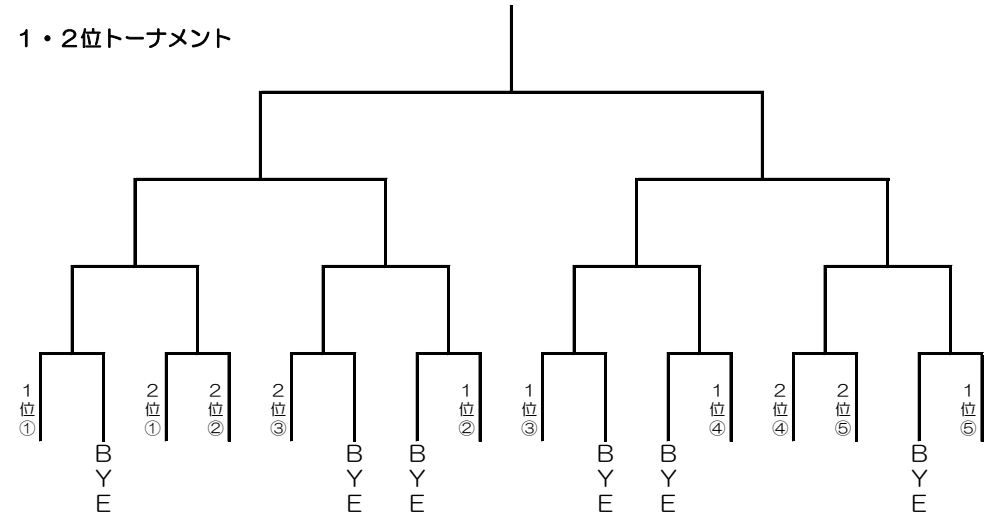 １・２位トーナメント
１位①
BYE
２位①
２位②
２位③
BYE
BYE
１位②
１位③
BYE
BYE
１位④
２位④
２位⑤
BYE
１位⑤